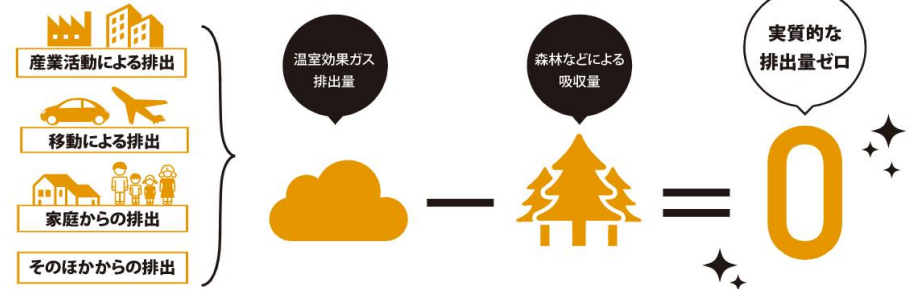 産業活動による排出
移動による排出
家庭からの排出
そのほかからの排出
温室効果ガス
排出量
森林などによる
吸収量
実質的な
排出量ゼロ
0